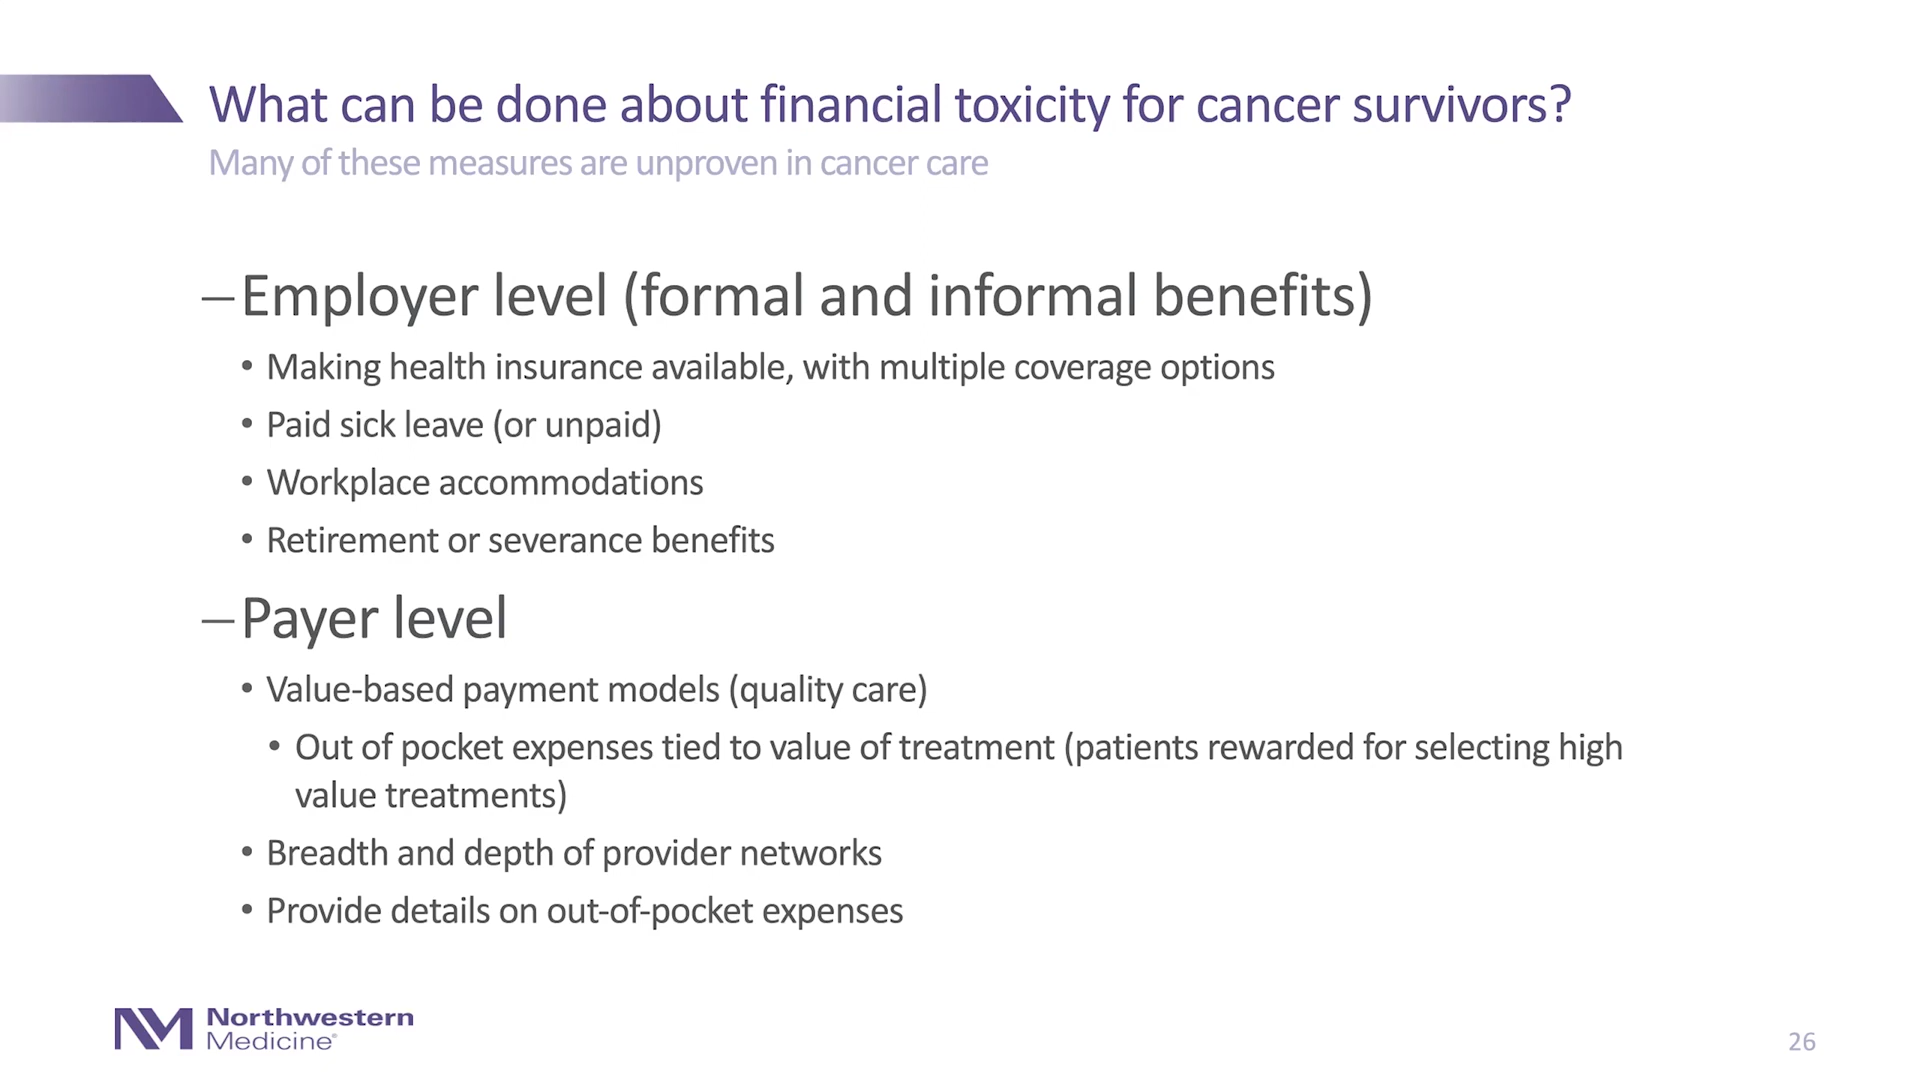 What can be done about financial toxicity for cancer survivors?
Many of these measures are unproven in cancer care
–Employer level (formal and informal benefits)
• Making health insurance available, with multiple coverage options
• Paid sick leave (or unpaid)
• Workplace accommodations
• Retirement or severance benefits
–Payer level
• Value-based payment models (quality care)
• Out of pocket expenses tied to value of treatment (patients rewarded for selecting high
value treatments)
• Breadth and depth of provider networks
• Provide details on out-of-pocket expenses
NM Northwestern
Medicine®
26